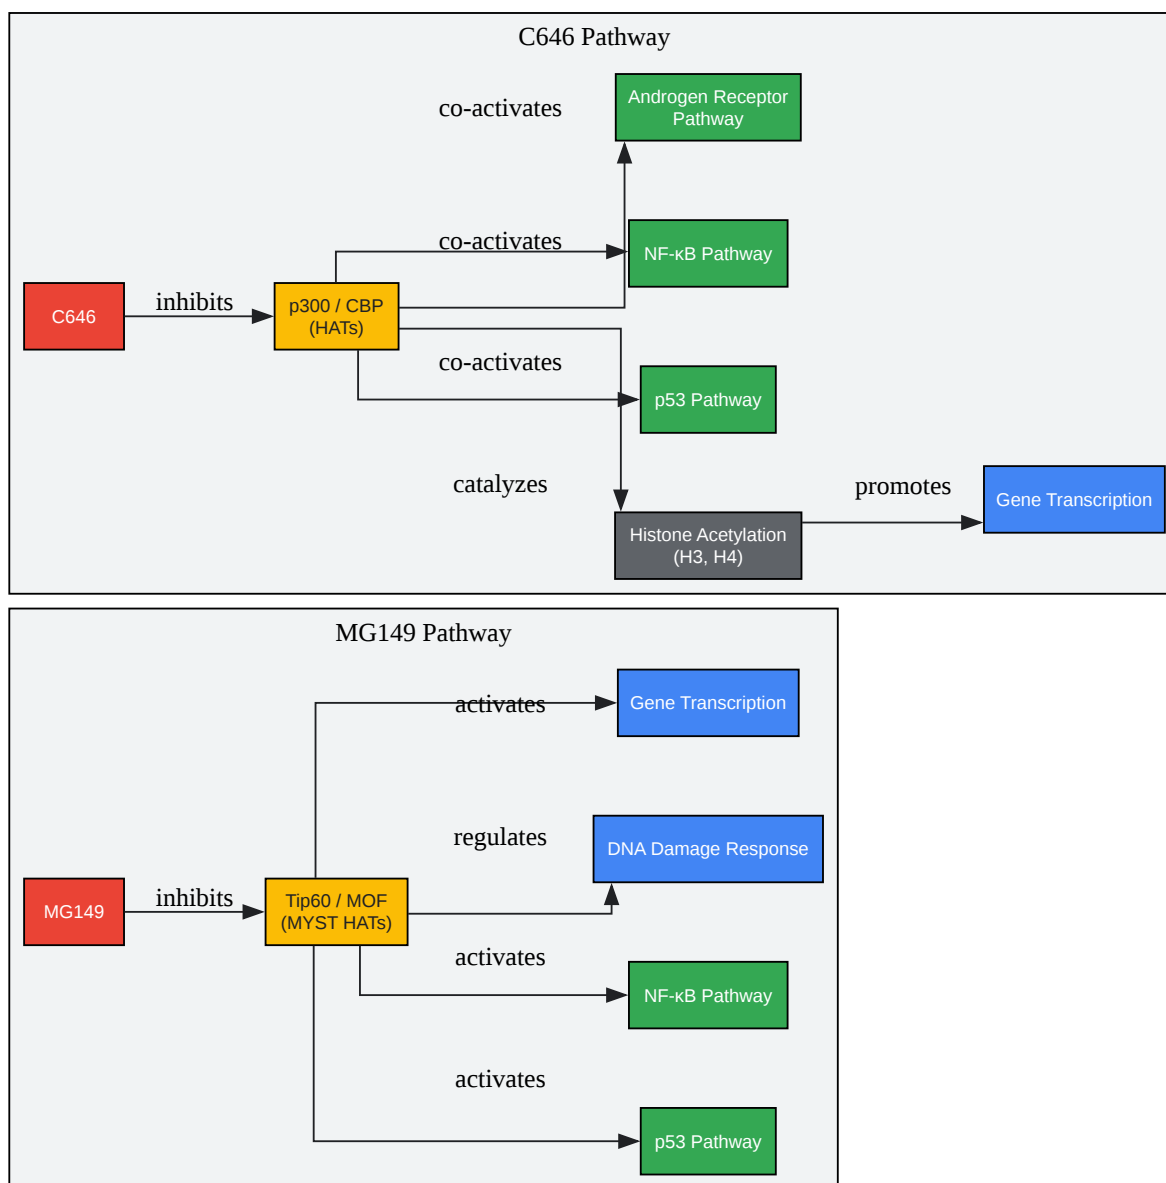 C646 Pathway
co-activates
Androgen Receptor
Pathway
co-activates
NF-κB Pathway
C646
inhibits
p300 / CBP
(HATs)
co-activates
p53 Pathway
catalyzes
Histone Acetylation
(H3, H4)
promotes
Gene Transcription
MG149 Pathway
activates
Gene Transcription
regulates
DNA Damage Response
MG149
inhibits
Tip60 / MOF
(MYST HATs)
activates
NF-κB Pathway
activates
p53 Pathway